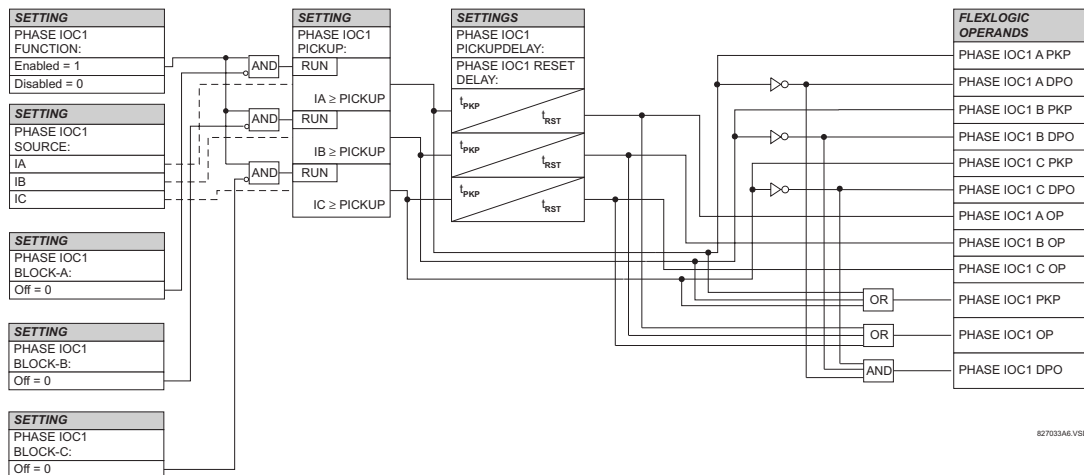 SETTING
PHASE IOC1
FUNCTION:
Enabled = 1
Disabled = 0
SETTING
PHASE IOC1
SOURCE:
IA
IB
IC
SETTING
PHASE IOC1
BLOCK-A:
Off = 0
SETTING
PHASE IOC1
BLOCK-B:
Off = 0
SETTING
PHASE IOC1
BLOCK-C:
Off = 0
AND
AND
AND
SETTING
PHASE IOC1
PICKUP:
RUN
IA ≥ PICKUP
RUN
IB ≥ PICKUP
RUN
IC ≥ PICKUP
SETTINGS
PHASE IOC1
PICKUPDELAY:
PHASE IOC1 RESET
DELAY:
tPKP
tRST
tPKP
tRST
tPKP
tRST
OR
OR
AND
FLEXLOGIC
OPERANDS
PHASE IOC1 A PKP
PHASE IOC1 A DPO
PHASE IOC1 B PKP
PHASE IOC1 B DPO
PHASE IOC1 C PKP
PHASE IOC1 C DPO
PHASE IOC1 A OP
PHASE IOC1 B OP
PHASE IOC1 C OP
PHASE IOC1 PKP
PHASE IOC1 OP
PHASE IOC1 DPO